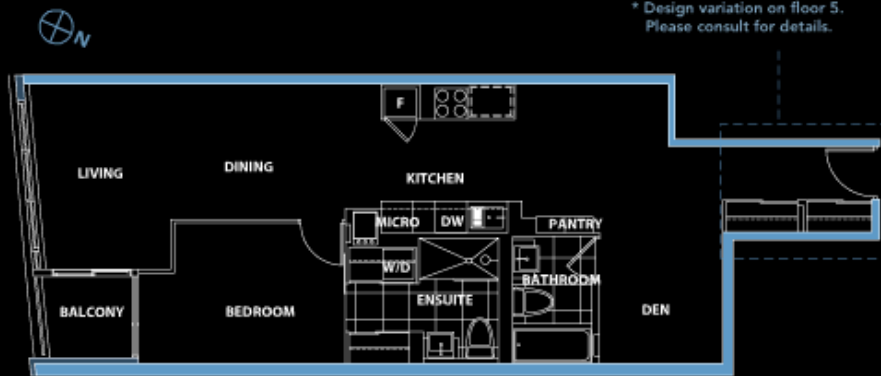 * Design variation on floor 5.
Please consult for details.
N
F
LIVING
DINING
KITCHEN
MICRO
DW
PANTRY
W/D
BATHROOM
BALCONY
BEDROOM
ENSUITE
DEN